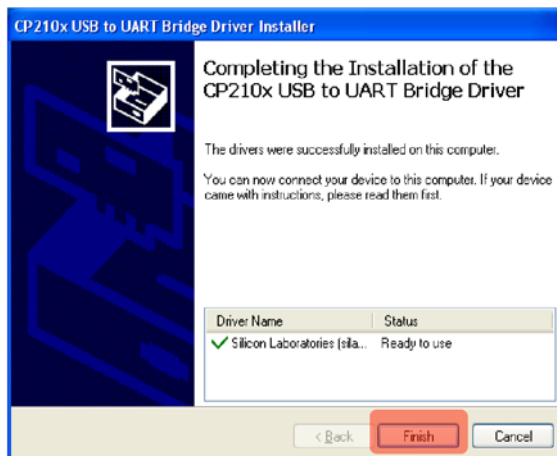 CP210x USB to UART Bridge Driver Installer
Completing the Installation of the
CP210x USB to UART Bridge Driver
The drivers were successfully installed on this computer.
You can now connect your device to this computer. If your device
came with instructions, please read them first.
Driver Name Status
Silicon Laboratories (sila... Ready to use
< Back Finish Cancel